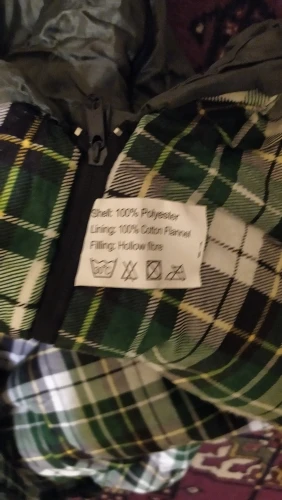 Shell: 100% Polyester
Lining: 100% Cotton Flannel
Filling: Hollow fibre